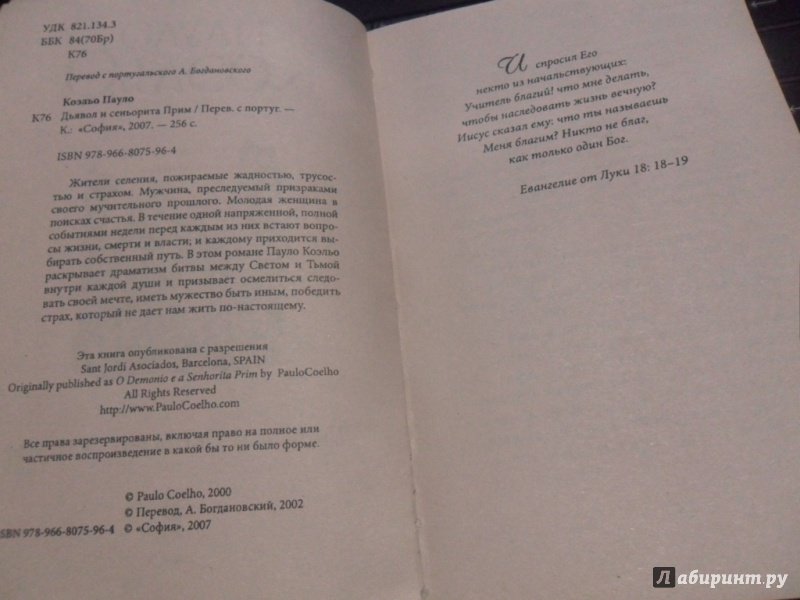 УДК 821.134.3
ББК 84(70Бр)
К76
Перевод с португальского А. Богдановского
Коэльо Пауло
К76 Дьявол и сеньорита Прим / Перев. с португ. —
К.: «София», 2007. — 256 с.
ISBN 978-966-8075-96-4
Жители селения, пожираемые жадностью, трусос-
тью и страхом. Мужчина, преследуемый призраками
своего мучительного прошлого. Молодая женщина в
поисках счастья. В течение одной напряженной, полной
событиями недели перед каждым из них встают вопро-
сы жизни, смерти и власти; и каждому приходится вы-
бирать собственный путь. В этом романе Пауло Коэльо
раскрывает драматизм битвы между Светом и Тьмой
внутри каждой души и призывает осмелиться следо-
вать своей мечте, иметь мужество быть иным, победить
страх, который не дает нам жить по-настоящему.
Эта книга опубликована с разрешения
Sant Jordi Asociados, Barcelona, SPAIN
Originally published as O Demonio e a Senhorita Prim by PauloCoelho
All Rights Reserved
http://www.PauloCoelho.com
Все права зарезервированы, включая право на полное или
частичное воспроизведение в какой бы то ни было форме.
© Paulo Coelho, 2000
© Перевод, А. Богдановский, 2002
ISBN 978-966-8075-96-4 © «София», 2007
И спросил Его
некто из начальствующих:
Учитель благий! что мне делать,
чтобы наследовать жизнь вечную?
Иисус сказал ему: что ты называешь
Меня благим? Никто не благ,
как только один Бог.
Евангелие от Луки 18: 18–19
Лабиринт.ру